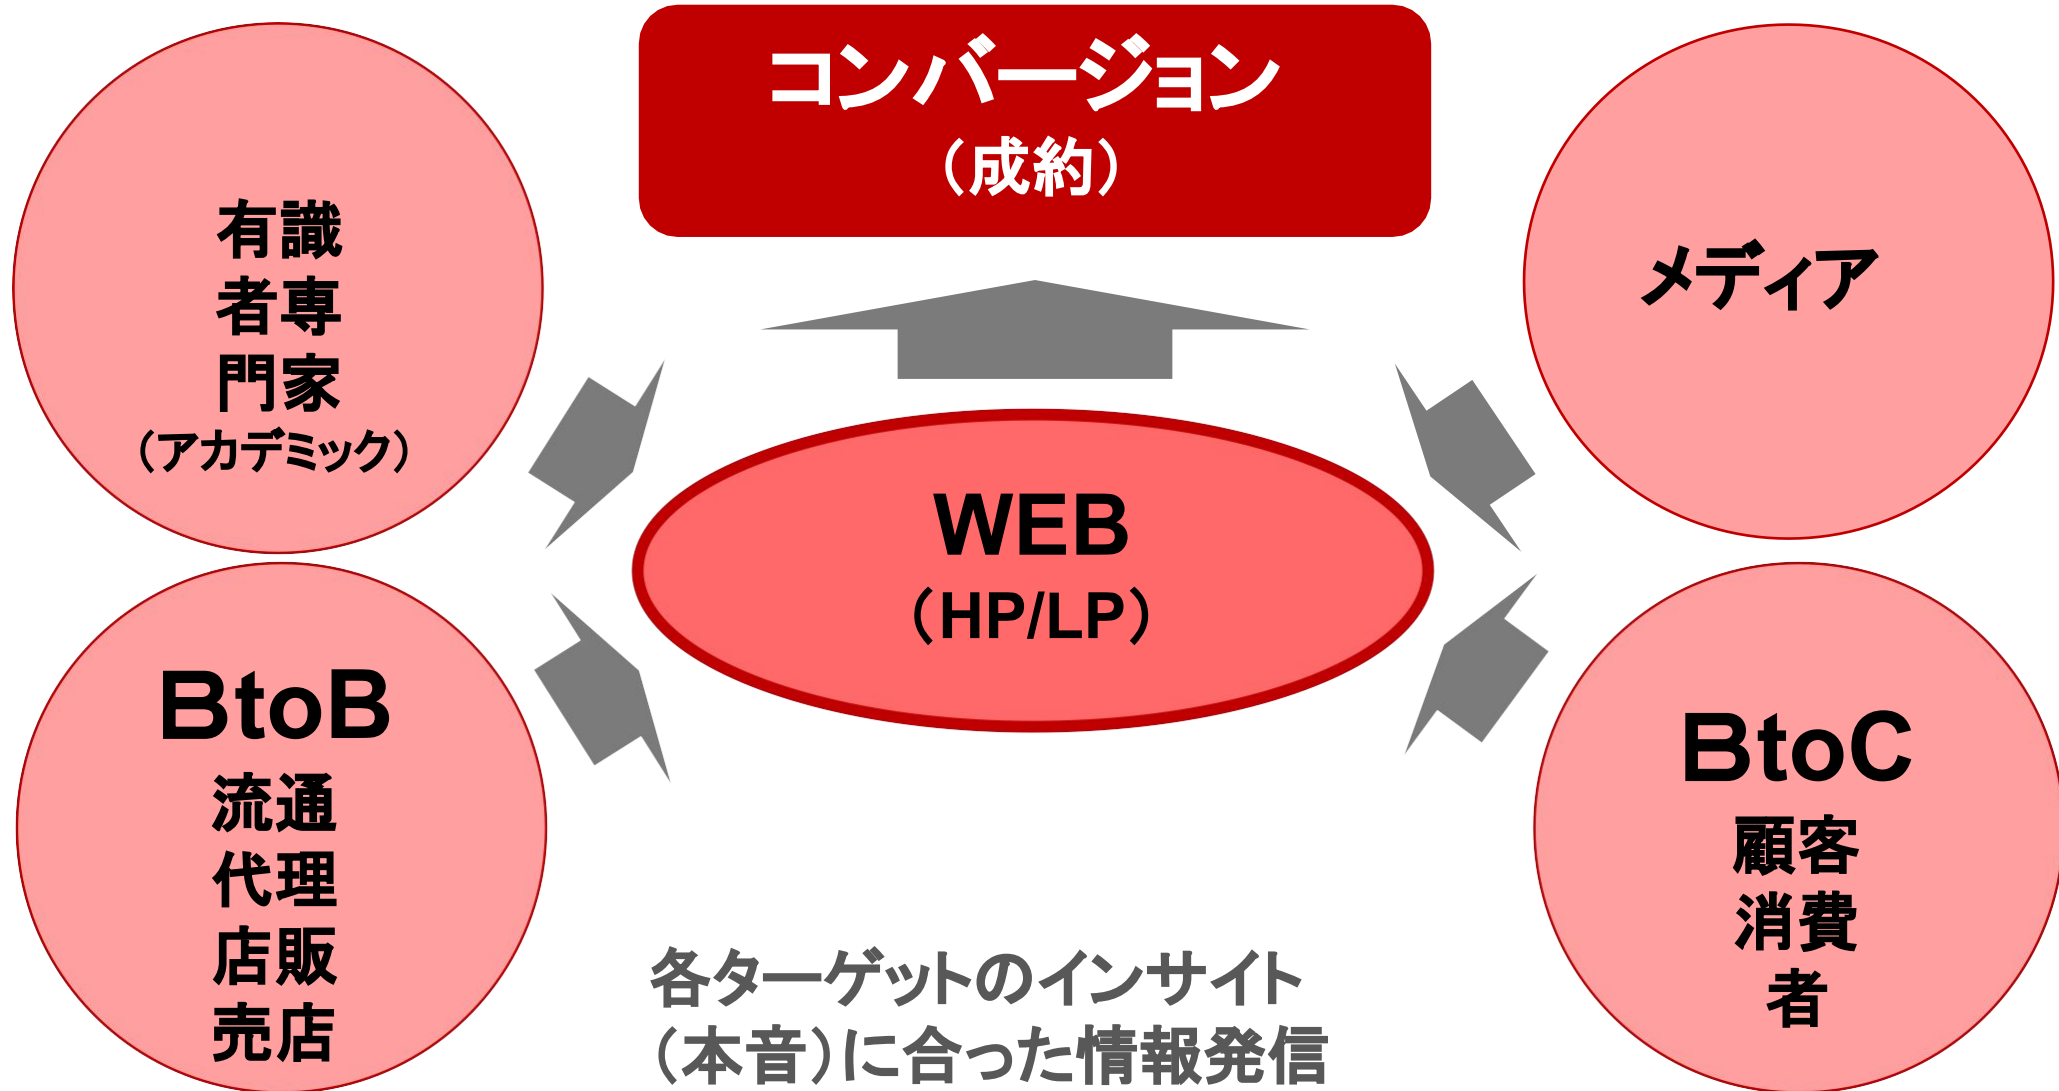 コンバージョン
（成約）
有識
者専
門家
（アカデミック）
メディア
WEB
（HP/LP）
BtoB
流通
代理
店販
売店
BtoC
顧客
消費
者
各ターゲットのインサイト
（本音）に合った情報発信